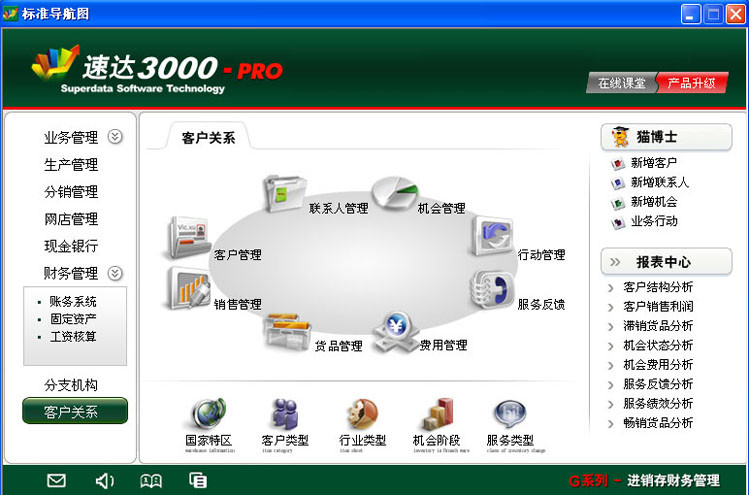 标准导航图
速达3000-PRO
Superdata Software Technology
在线课堂
产品升级
业务管理
生产管理
分销管理
网店管理
现金银行
财务管理
账务系统
固定资产
工资核算
分支机构
客户关系
客户关系
联系人管理
机会管理
客户管理
行动管理
销售管理
服务反馈
货品管理
费用管理
国家特区
warehouse information
客户类型
tion category
行业类型
tion sheet
机会阶段
服务类型
class of inventory change
猫博士
新增客户
新增联系人
新增机会
业务行动
报表中心
客户结构分析
客户销售利润
滞销货品分析
机会状态分析
机会费用分析
服务反馈分析
服务绩效分析
畅销货品分析
G系列 - 进销存财务管理